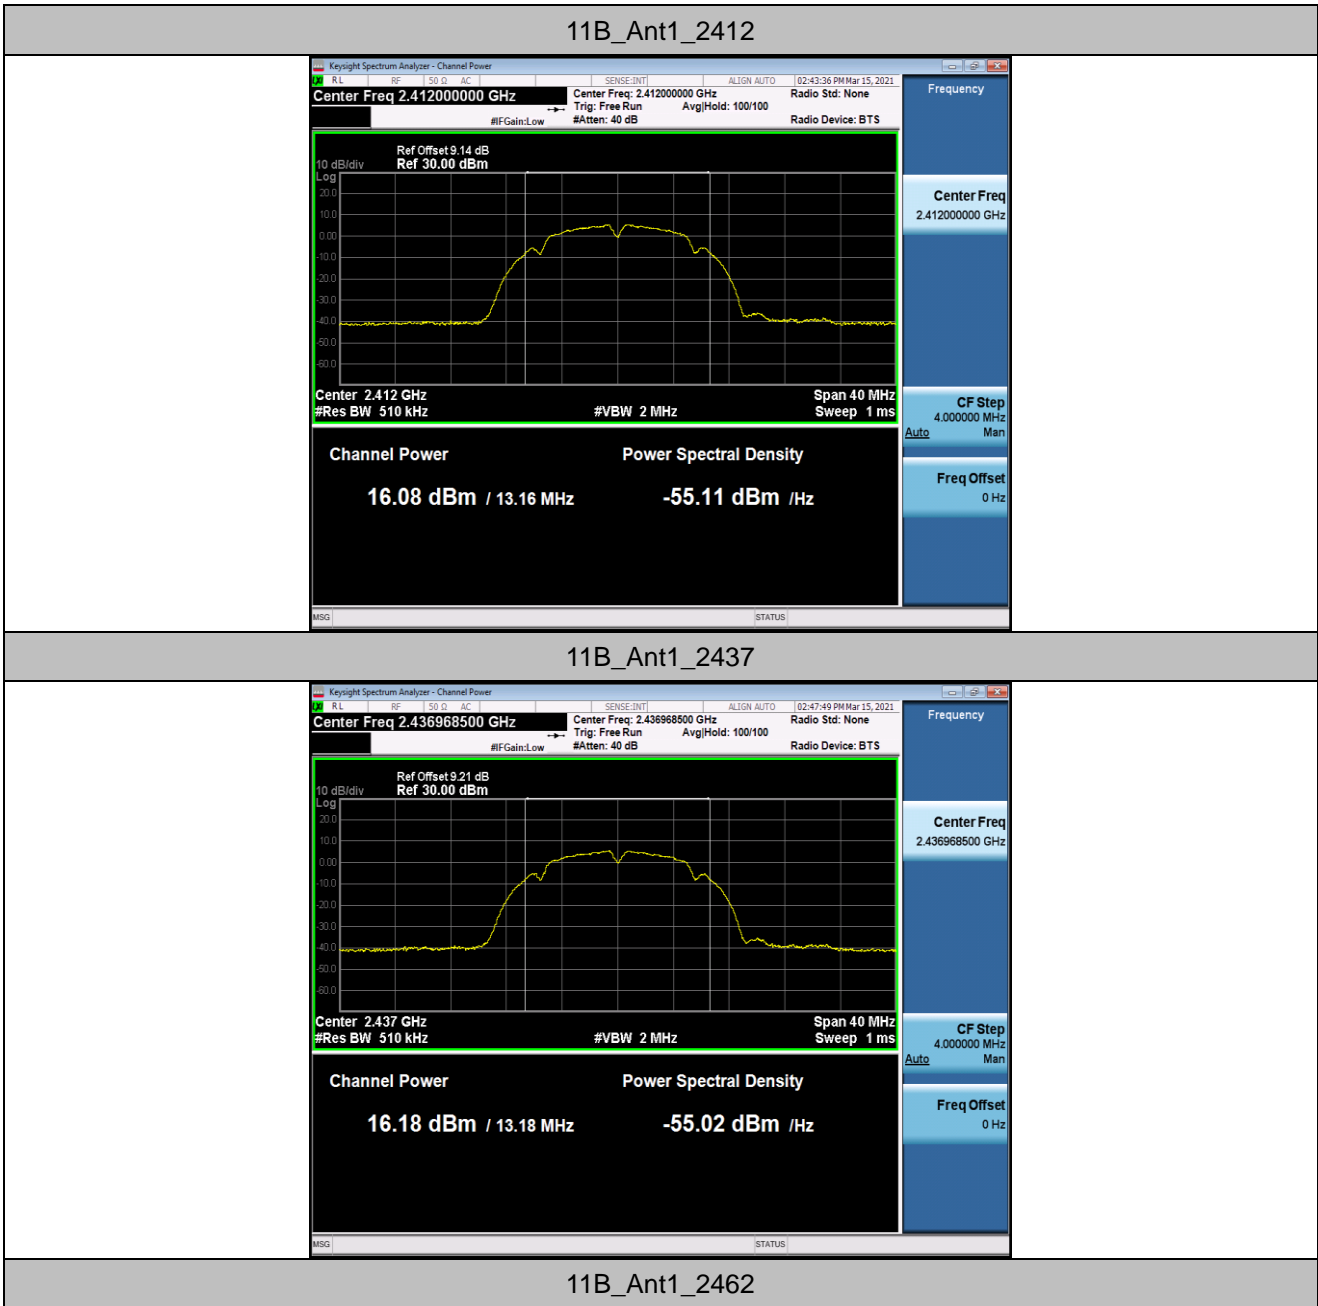 11B_Ant1_2412
Keysight Spectrum Analyzer - Channel Power
RL RF 50 Ω AC SENSE:INT ALIGN AUTO 02:43:36 PM Mar 15, 2021
Center Freq 2.412000000 GHz
Center Freq: 2.412000000 GHz Radio Std: None
Trig: Free Run Avg|Hold: 100/100
#IFGain:Low #Atten: 40 dB Radio Device: BTS
Frequency
Ref Offset 9.14 dB
10 dB/div Ref 30.00 dBm
Log
20.0
10.0
0.00
-10.0
-20.0
-30.0
-40.0
-50.0
-60.0
Center 2.412 GHz Span 40 MHz
#Res BW 510 kHz #VBW 2 MHz Sweep 1 ms
Channel Power Power Spectral Density
16.08 dBm / 13.16 MHz -55.11 dBm /Hz
Center Freq
2.412000000 GHz
CF Step
4.000000 MHz
Auto Man
Freq Offset
0 Hz
MSG STATUS
11B_Ant1_2437
Keysight Spectrum Analyzer - Channel Power
RL RF 50 Ω AC SENSE:INT ALIGN AUTO 02:47:49 PM Mar 15, 2021
Center Freq 2.436968500 GHz
Center Freq: 2.436968500 GHz Radio Std: None
Trig: Free Run Avg|Hold: 100/100
#IFGain:Low #Atten: 40 dB Radio Device: BTS
Frequency
Ref Offset 9.21 dB
10 dB/div Ref 30.00 dBm
Log
20.0
10.0
0.00
-10.0
-20.0
-30.0
-40.0
-50.0
-60.0
Center 2.437 GHz Span 40 MHz
#Res BW 510 kHz #VBW 2 MHz Sweep 1 ms
Channel Power Power Spectral Density
16.18 dBm / 13.18 MHz -55.02 dBm /Hz
Center Freq
2.436968500 GHz
CF Step
4.000000 MHz
Auto Man
Freq Offset
0 Hz
MSG STATUS
11B_Ant1_2462